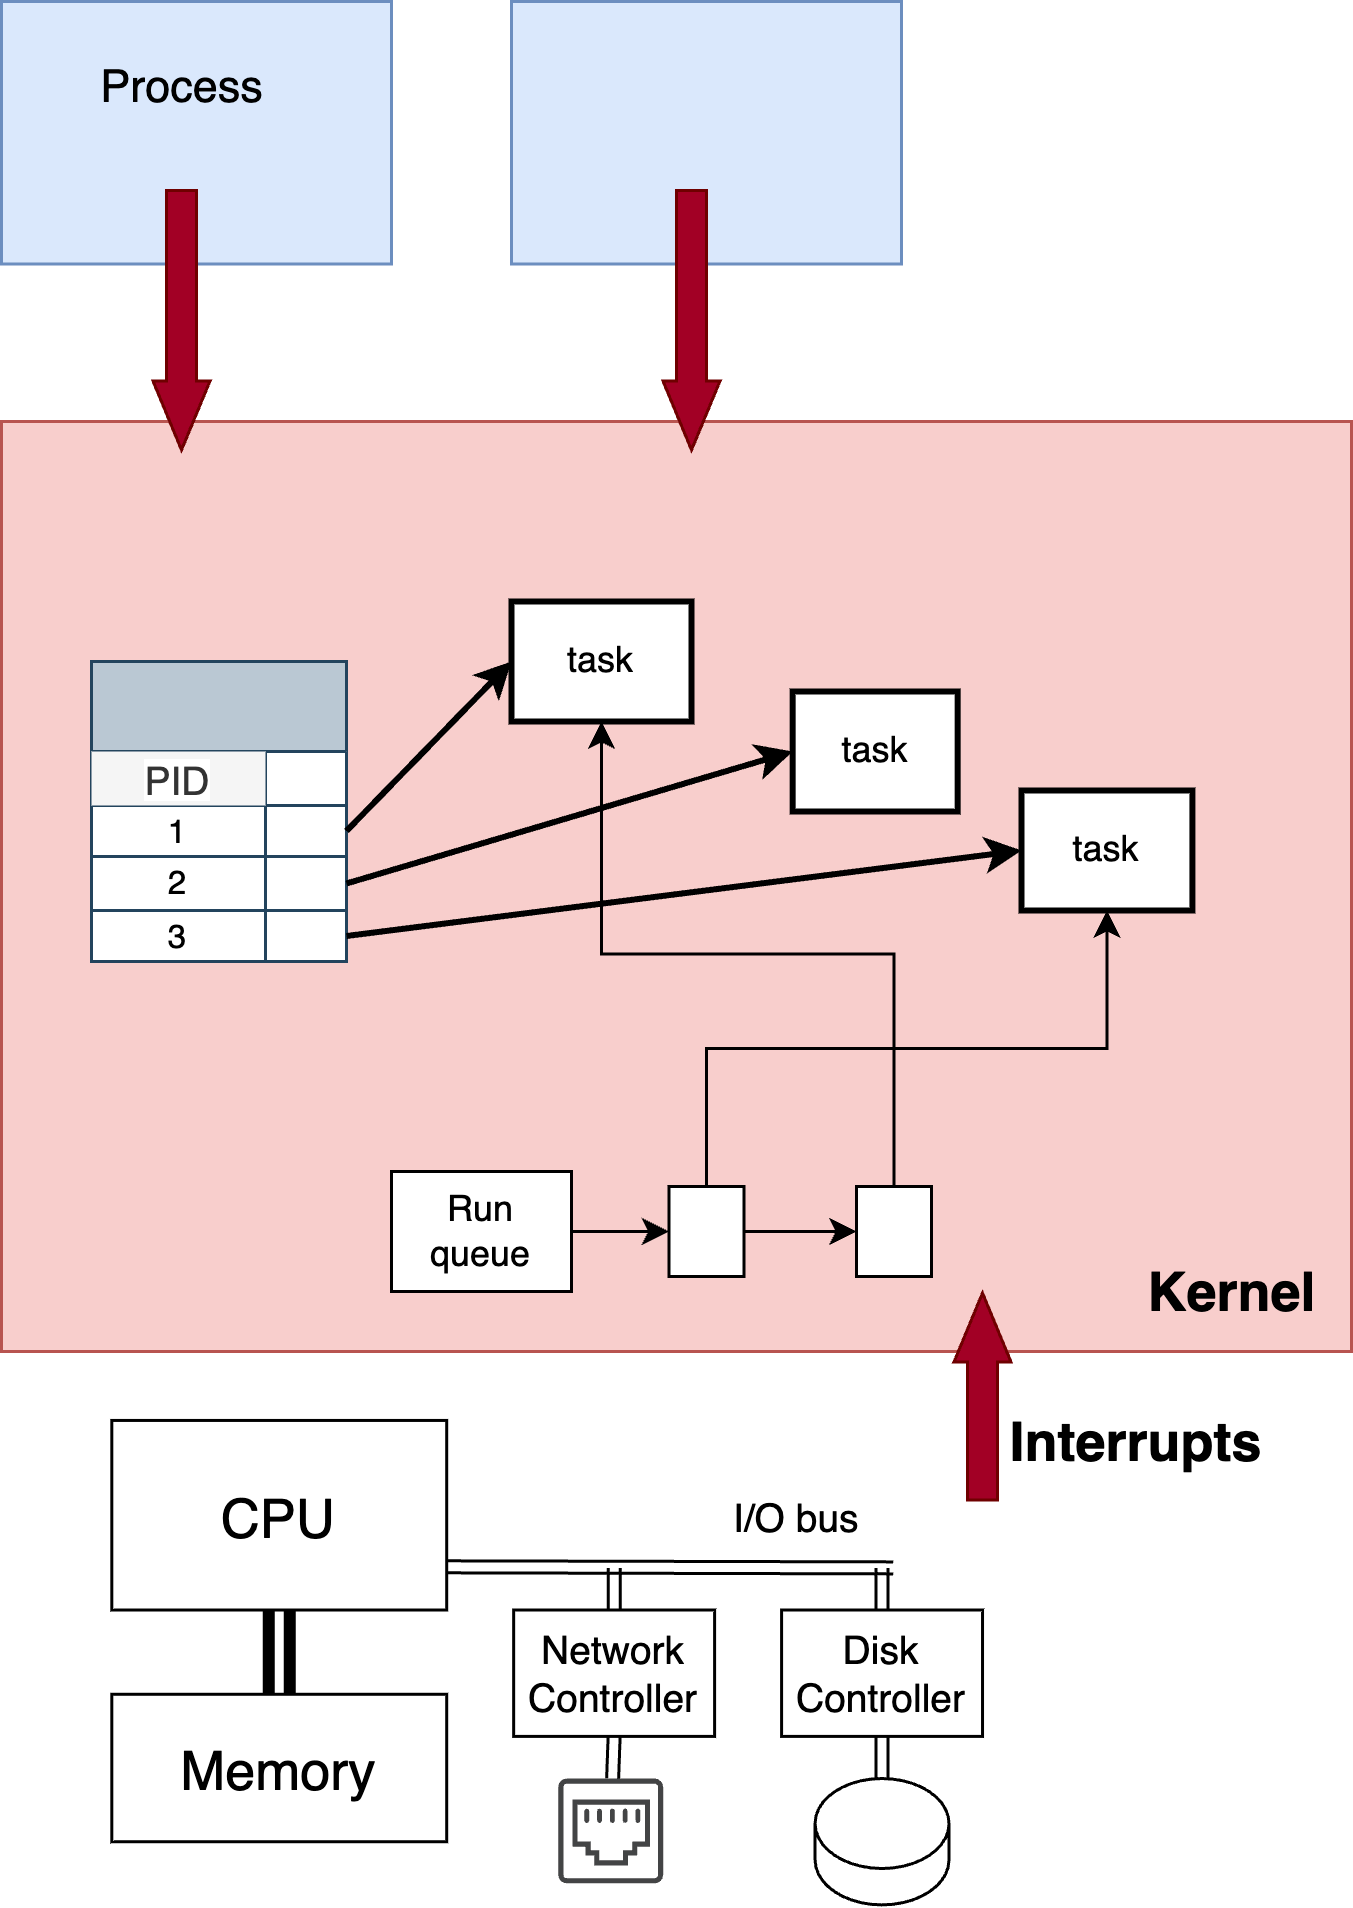 Process
task
task
task
PID
1
2
3
Run
queue
Kernel
Interrupts
CPU
I/O bus
Network
Controller
Disk
Controller
Memory